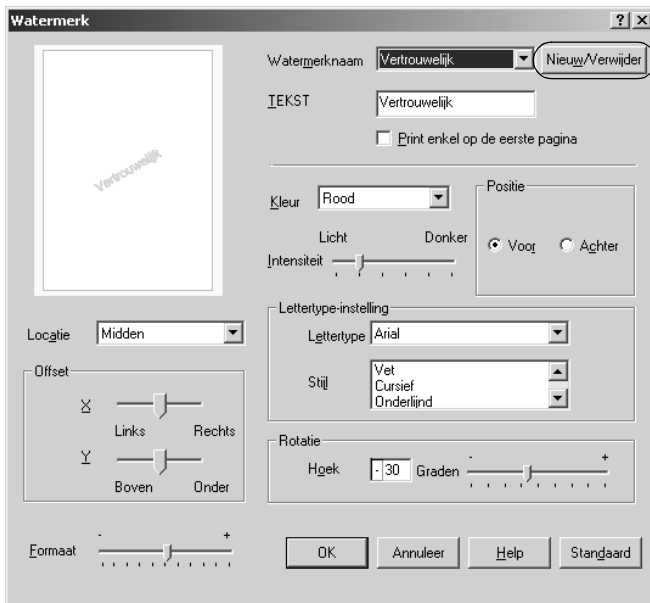 Watermerk
Vertrouwelijk
Watermerknaam Vertrouwelijk Nieuw/Verwijder
TEKST Vertrouwelijk
Print enkel op de eerste pagina
Kleur Rood
Licht Donker
Intensiteit
Positie
Voor Achter
Locatie Midden
Offset
X
Links Rechts
Y
Boven Onder
Formaat - +
Lettertype-instelling
Lettertype Arial
Stijl Vet
Cursief
Onderlijnd
Rotatie
Hoek - 30 Graden - +
OK Annuleer Help Standaard